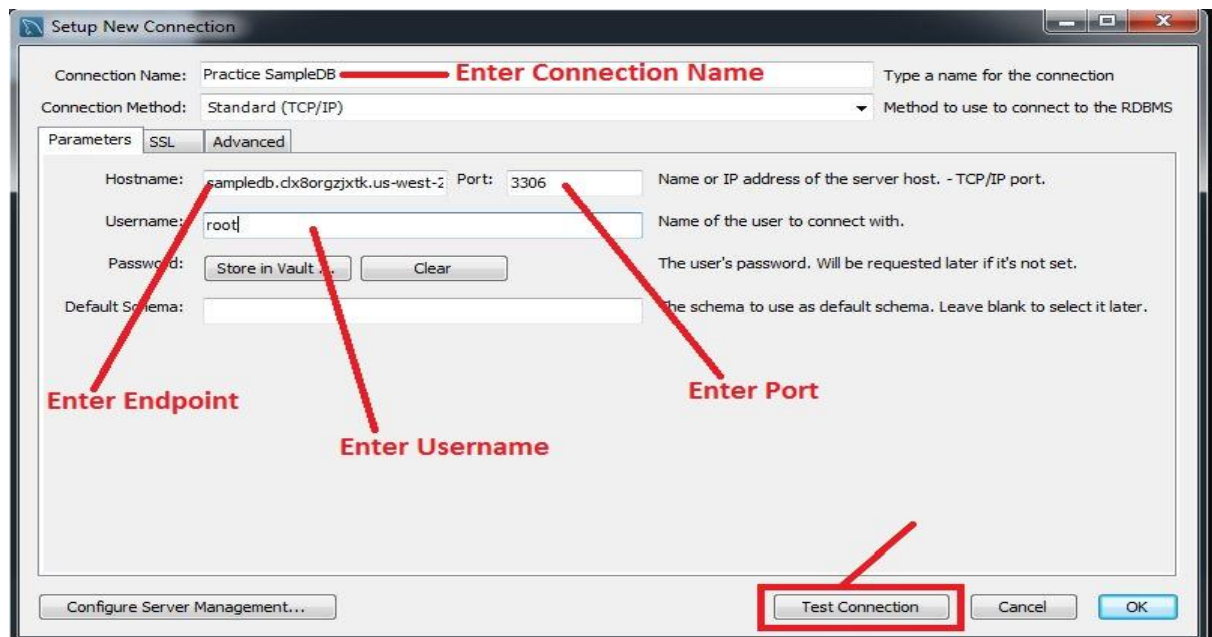 Setup New Connection
Connection Name: Practice SampleDB Enter Connection Name Type a name for the connection
Connection Method: Standard (TCP/IP) Method to use to connect to the RDBMS
Parameters SSL Advanced
Hostname: sampledb.clx8orgzjxtk.us-west-2 Port: 3306 Name or IP address of the server host. - TCP/IP port.
Username: root Name of the user to connect with.
Password: Store in Vault ... Clear The user's password. Will be requested later if it's not set.
Default Schema: The schema to use as default schema. Leave blank to select it later.
Enter Endpoint
Enter Port
Enter Username
Configure Server Management... Test Connection Cancel OK